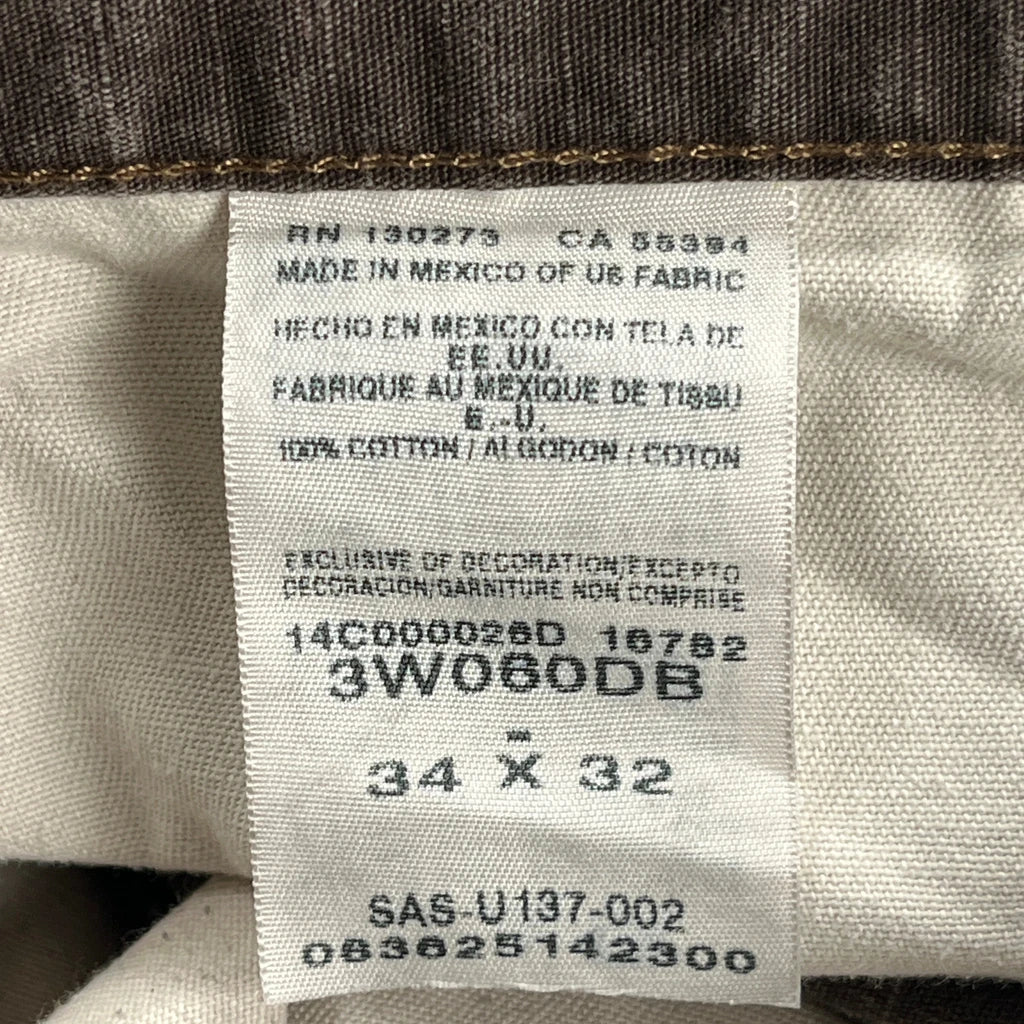 RN 130273 CA 55394
MADE IN MEXICO OF US FABRIC
HECHO EN MEXICO CON TELA DE
EE.UU.
FABRIQUE AU MEXIQUE DE TISSU
E.-U.
100% COTTON / ALGODON / COTON
EXCLUSIVE OF DECORATION/EXCEPTO
DECORACION/GARNITURE NON COMPRISE
14C000026D 16782
3W060DB
-
34 X 32
SAS-U137-002
083625142300